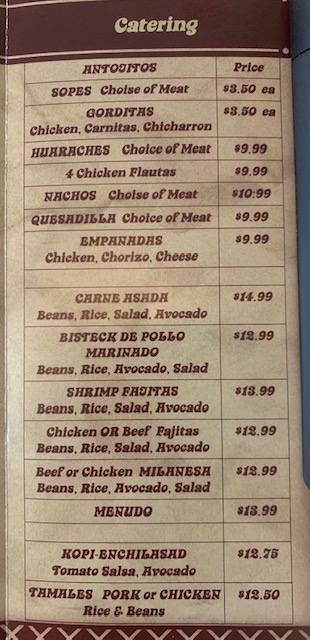 Catering
ANTOJITOS Price
SOPES Choise of Meat $3.50 ea
GORDITAS $3.50 ea
Chicken, Carnitas, Chicharron
HUARACHES Choice of Meat $9.99
4 Chicken Flautas $9.99
NACHOS Choise of Meat $10.99
QUESADILLA Choice of Meat $9.99
EMPANADAS $9.99
Chicken, Chorizo, Cheese
CARNE ASADA $14.99
Beans, Rice, Salad, Avocado
BISTECK DE POLLO $12.99
MARINADO
Beans, Rice, Avocado, Salad
SHRIMP FAJITAS $13.99
Beans, Rice, Salad, Avocado
Chicken OR Beef Fajitas $12.99
Beans, Rice, Salad, Avocado
Beef or Chicken MILANESA $12.99
Beans, Rice, Avocado, Salad
MENUDO $13.99
KOPI-ENCHILASAD $12.75
Tomato Salsa, Avocado
TAMALES PORK or CHICKEN $12.50
Rice & Beans